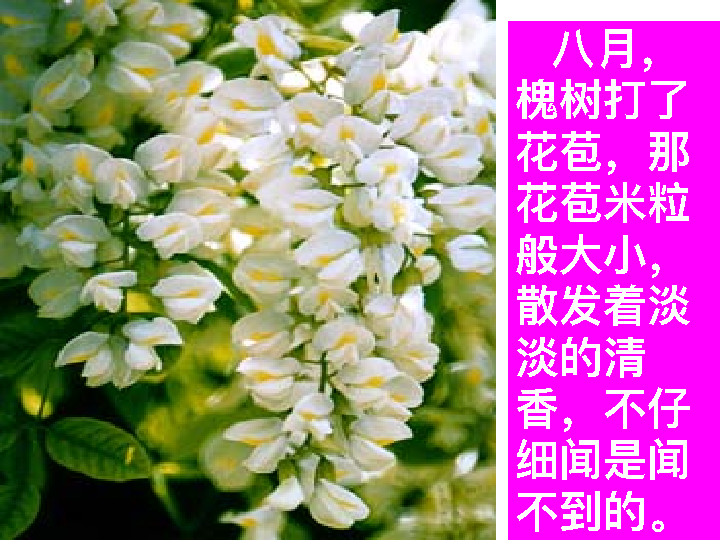 八月，
槐树打了
花苞，那
花苞米粒
般大小，
散发着淡
淡的清
香，不仔
细闻是闻
不到的。